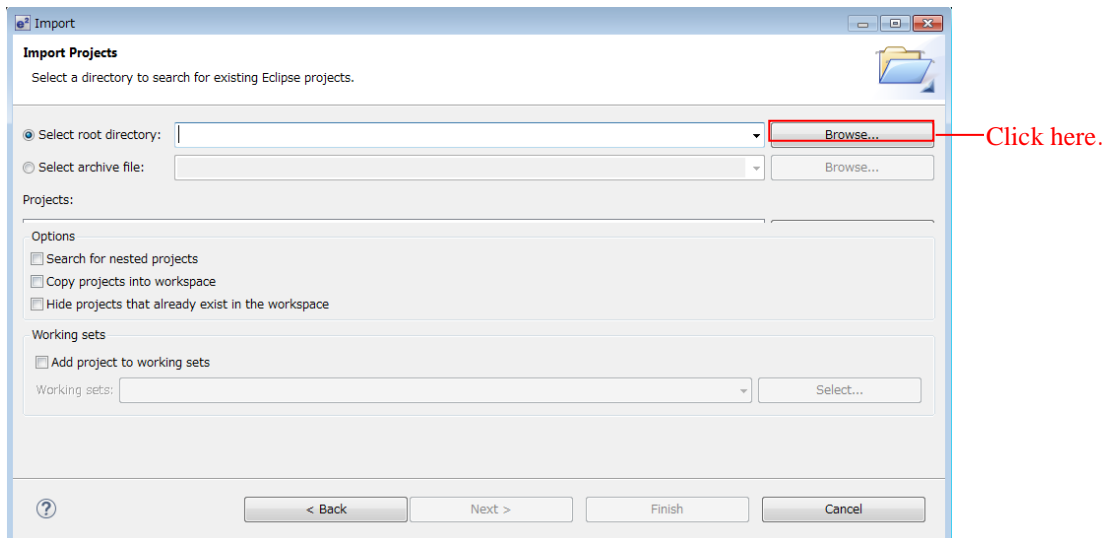 e² Import
Import Projects
Select a directory to search for existing Eclipse projects.
Select root directory:
Browse...
Click here.
Select archive file:
Browse...
Projects:
Options
Search for nested projects
Copy projects into workspace
Hide projects that already exist in the workspace
Working sets
Add project to working sets
Working sets:
Select...
?
< Back
Next >
Finish
Cancel